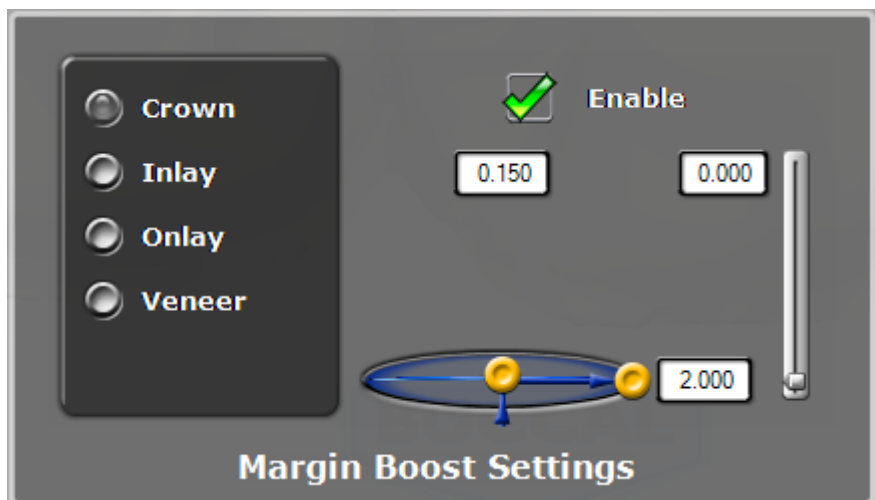 Crown
Inlay
Onlay
Veneer
Enable
0.150
0.000
2.000
Margin Boost Settings